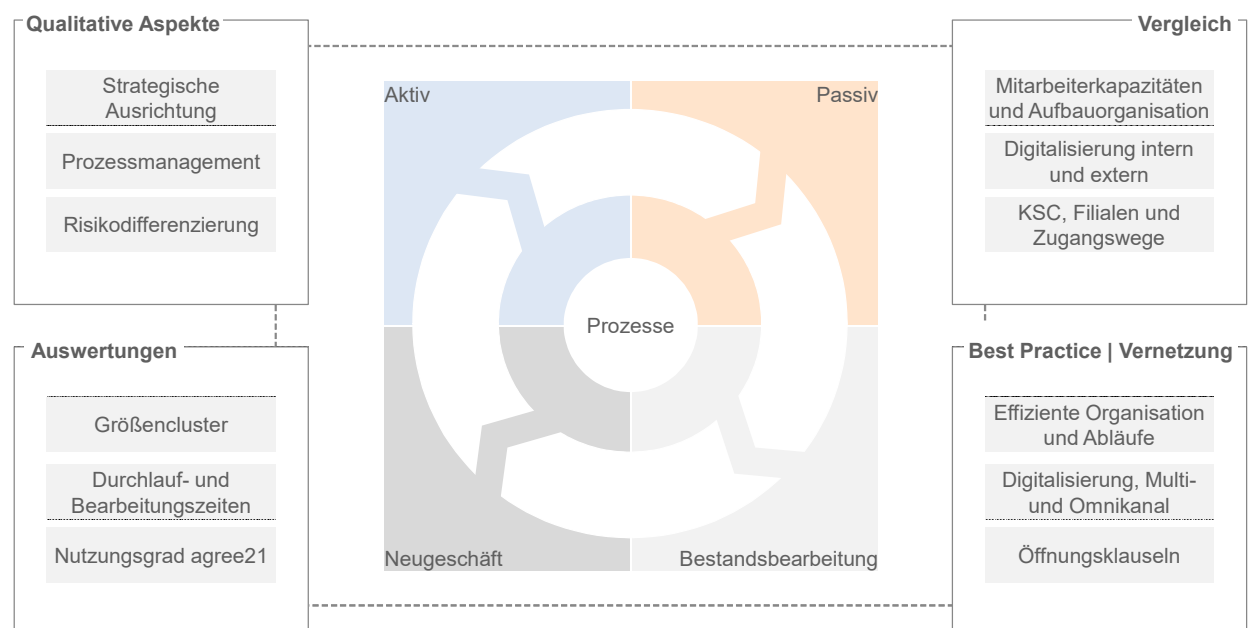 Qualitative Aspekte
Strategische
Ausrichtung
Prozessmanagement
Risikodifferenzierung
Vergleich
Mitarbeiterkapazitäten
und Aufbauorganisation
Digitalisierung intern
und extern
KSC, Filialen und
Zugangswege
Aktiv
Passiv
Prozesse
Neugeschäft
Bestandsbearbeitung
Auswertungen
Größencluster
Durchlauf- und
Bearbeitungszeiten
Nutzungsgrad agree21
Best Practice | Vernetzung
Effiziente Organisation
und Abläufe
Digitalisierung, Multi-
und Omnikanal
Öffnungsklauseln